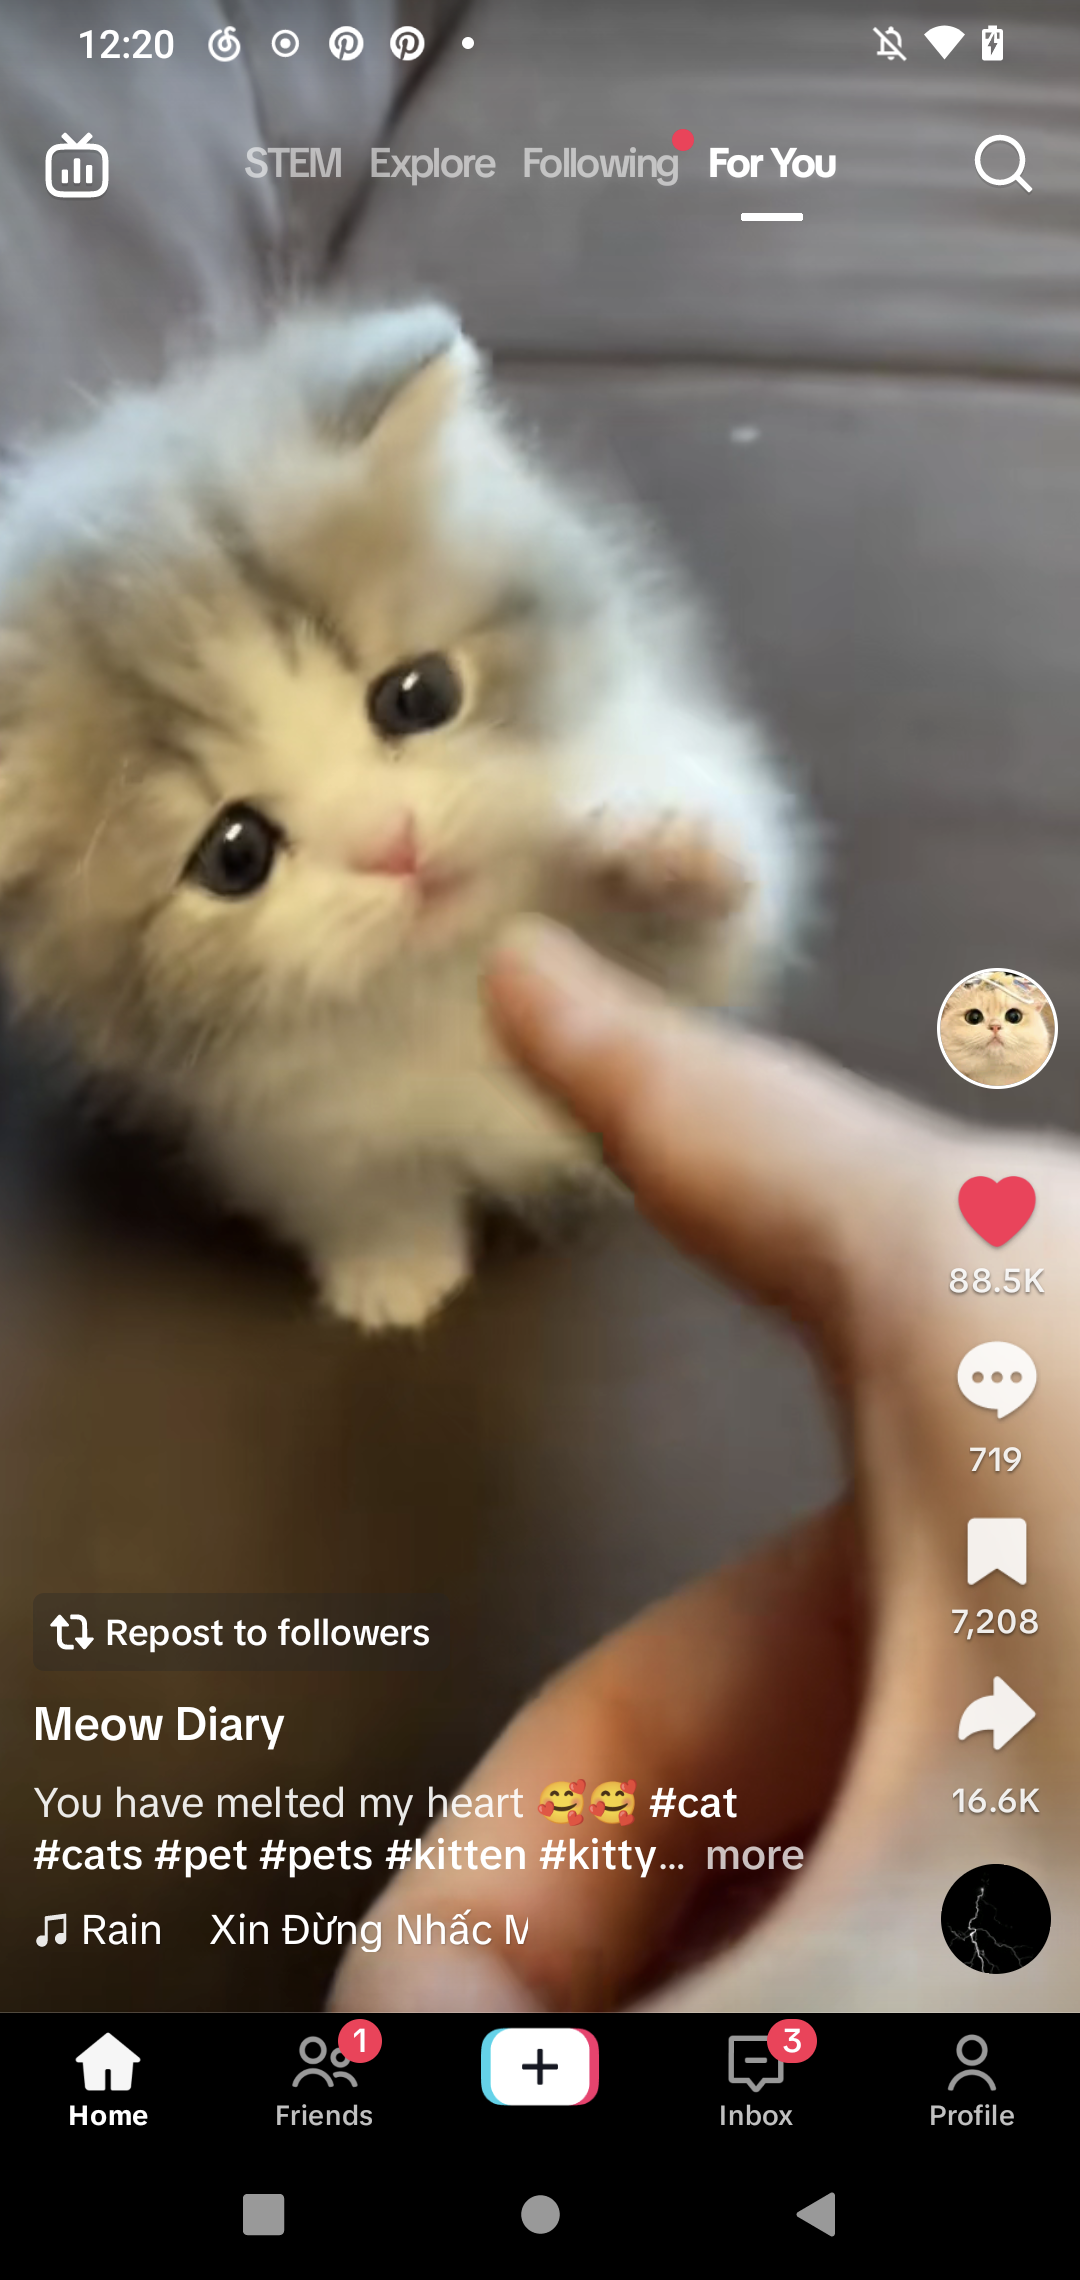 12:20
STEM Explore Following For You
88.5K
719
7,208
16.6K
Repost to followers
Meow Diary
You have melted my heart 🥰🥰 #cat
#cats #pet #pets #kitten #kitty... more
Rain Xin Đừng Nhấc M
1
3
Home Friends Inbox Profile